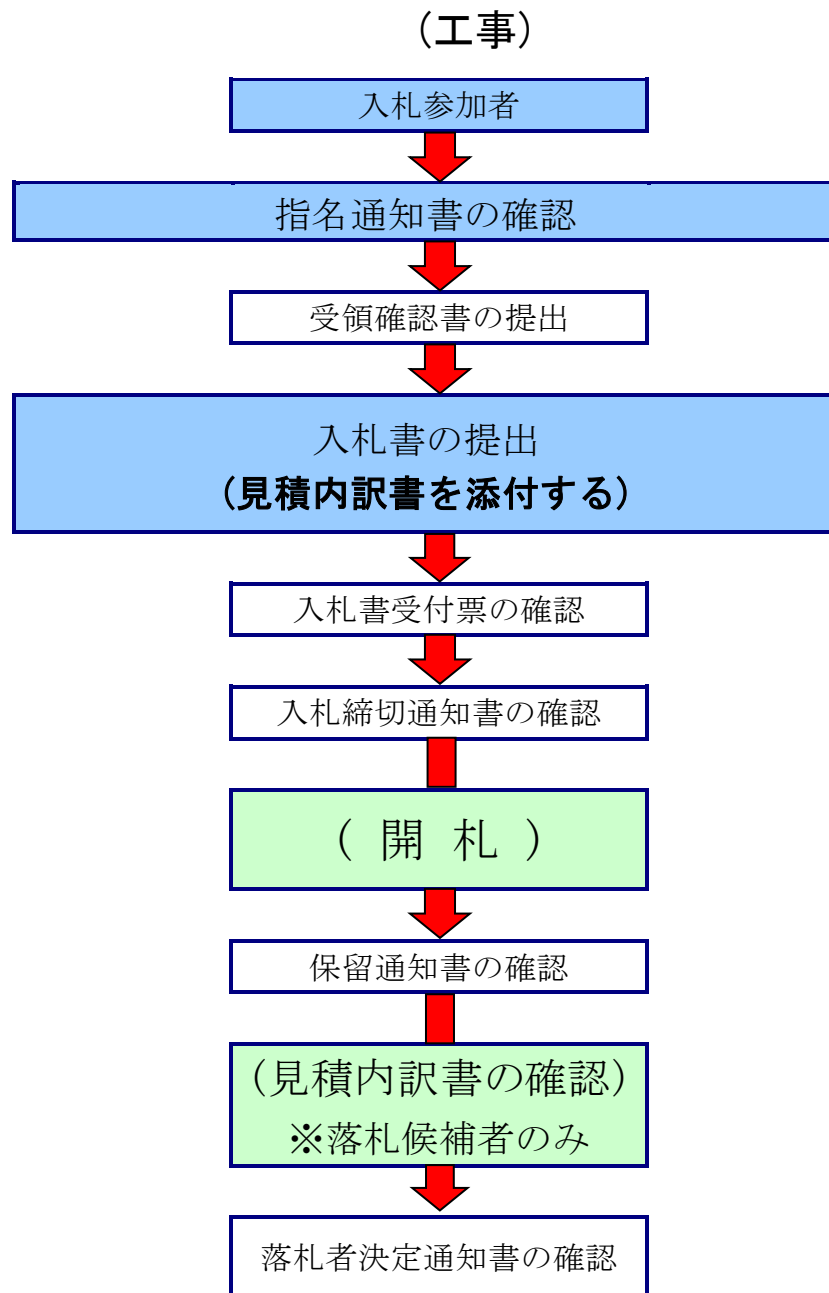 （工事）
入札参加者
指名通知書の確認
受領確認書の提出
入札書の提出
（見積内訳書を添付する）
入札書受付票の確認
入札締切通知書の確認
（ 開 札 ）
保留通知書の確認
（見積内訳書の確認）
※落札候補者のみ
落札者決定通知書の確認